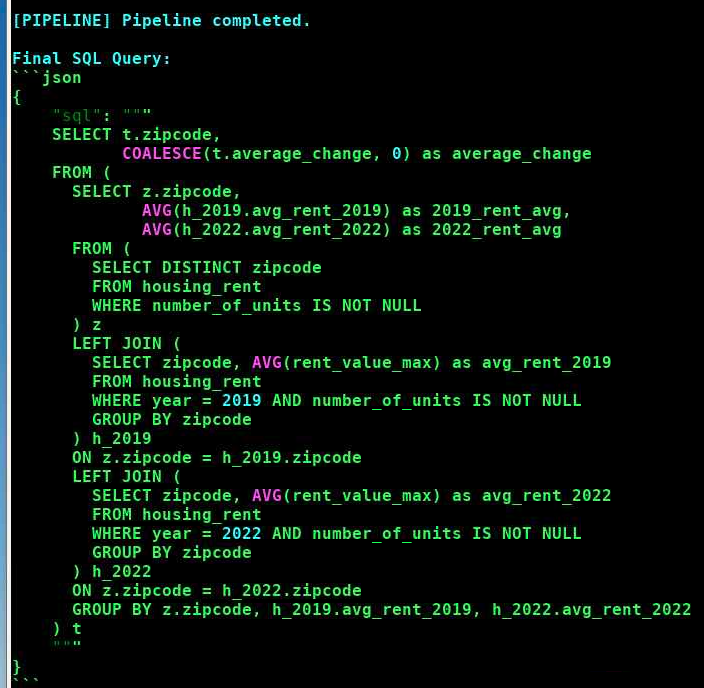 [PIPELINE] Pipeline completed.
Final SQL Query:
```json
{
    "sql": """
    SELECT t.zipcode,
           COALESCE(t.average_change, 0) as average_change
    FROM (
      SELECT z.zipcode,
             AVG(h_2019.avg_rent_2019) as 2019_rent_avg,
             AVG(h_2022.avg_rent_2022) as 2022_rent_avg
      FROM (
        SELECT DISTINCT zipcode
        FROM housing_rent
        WHERE number_of_units IS NOT NULL
      ) z
      LEFT JOIN (
        SELECT zipcode, AVG(rent_value_max) as avg_rent_2019
        FROM housing_rent
        WHERE year = 2019 AND number_of_units IS NOT NULL
        GROUP BY zipcode
      ) h_2019
      ON z.zipcode = h_2019.zipcode
      LEFT JOIN (
        SELECT zipcode, AVG(rent_value_max) as avg_rent_2022
        FROM housing_rent
        WHERE year = 2022 AND number_of_units IS NOT NULL
        GROUP BY zipcode
      ) h_2022
      ON z.zipcode = h_2022.zipcode
      GROUP BY z.zipcode, h_2019.avg_rent_2019, h_2022.avg_rent_2022
    ) t
    """
}
```